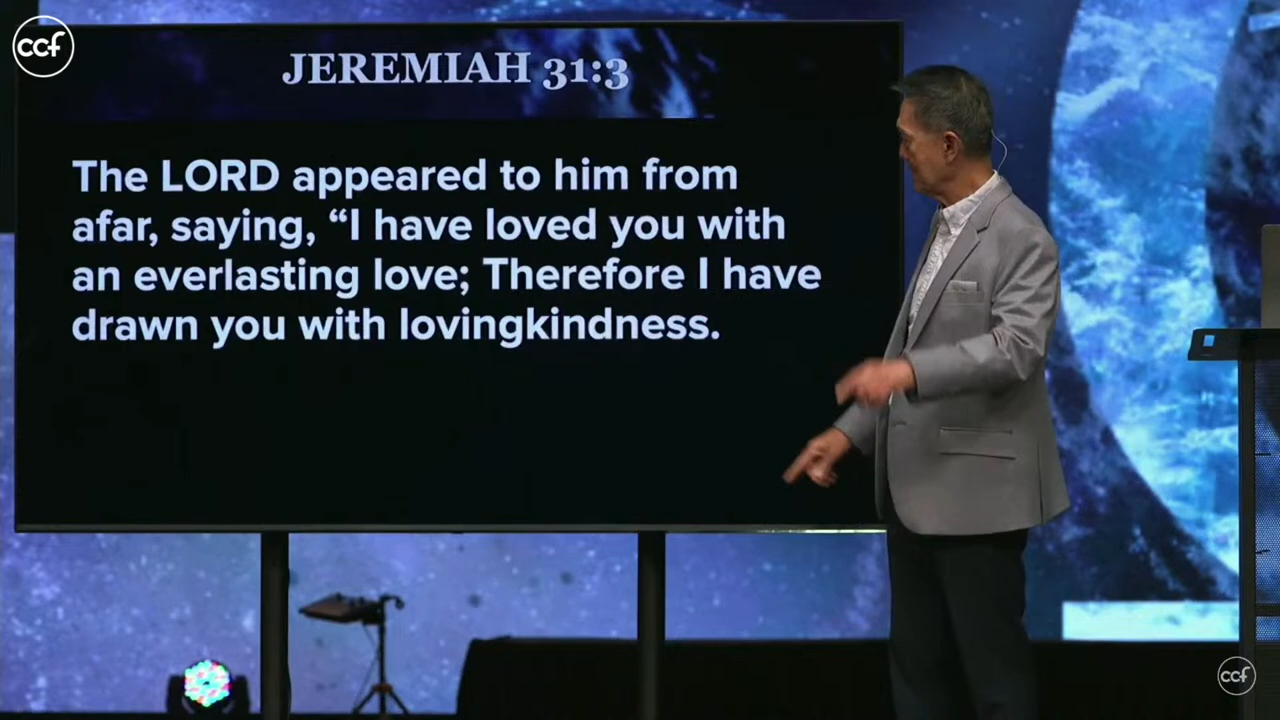 ccf
JEREMIAH 31:3
The LORD appeared to him from
afar, saying, “I have loved you with
an everlasting love; Therefore I have
drawn you with lovingkindness.
ccf